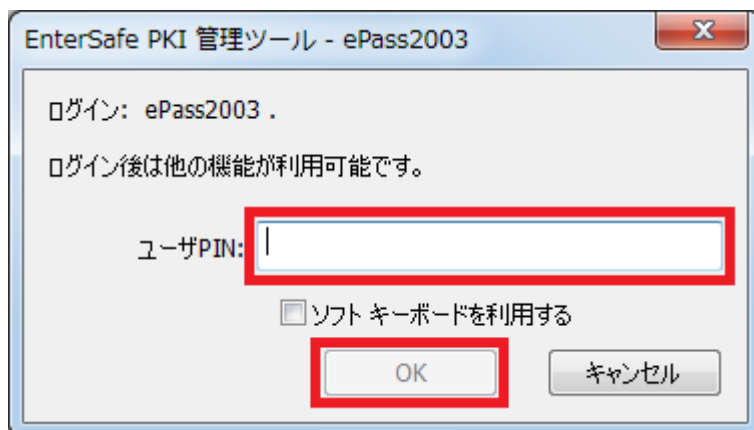 EnterSafe PKI 管理ツール - ePass2003
ログイン: ePass2003 .
ログイン後は他の機能が利用可能です。
ユーザPIN:
ソフト キーボードを利用する
OK
キャンセル